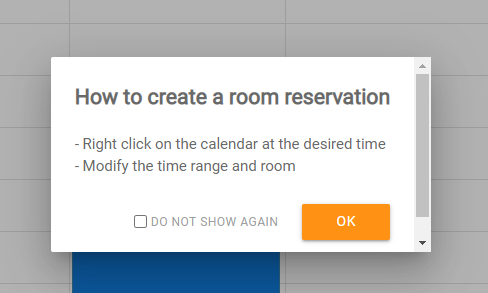 How to create a room reservation
- Right click on the calendar at the desired time
- Modify the time range and room
DO NOT SHOW AGAIN
OK